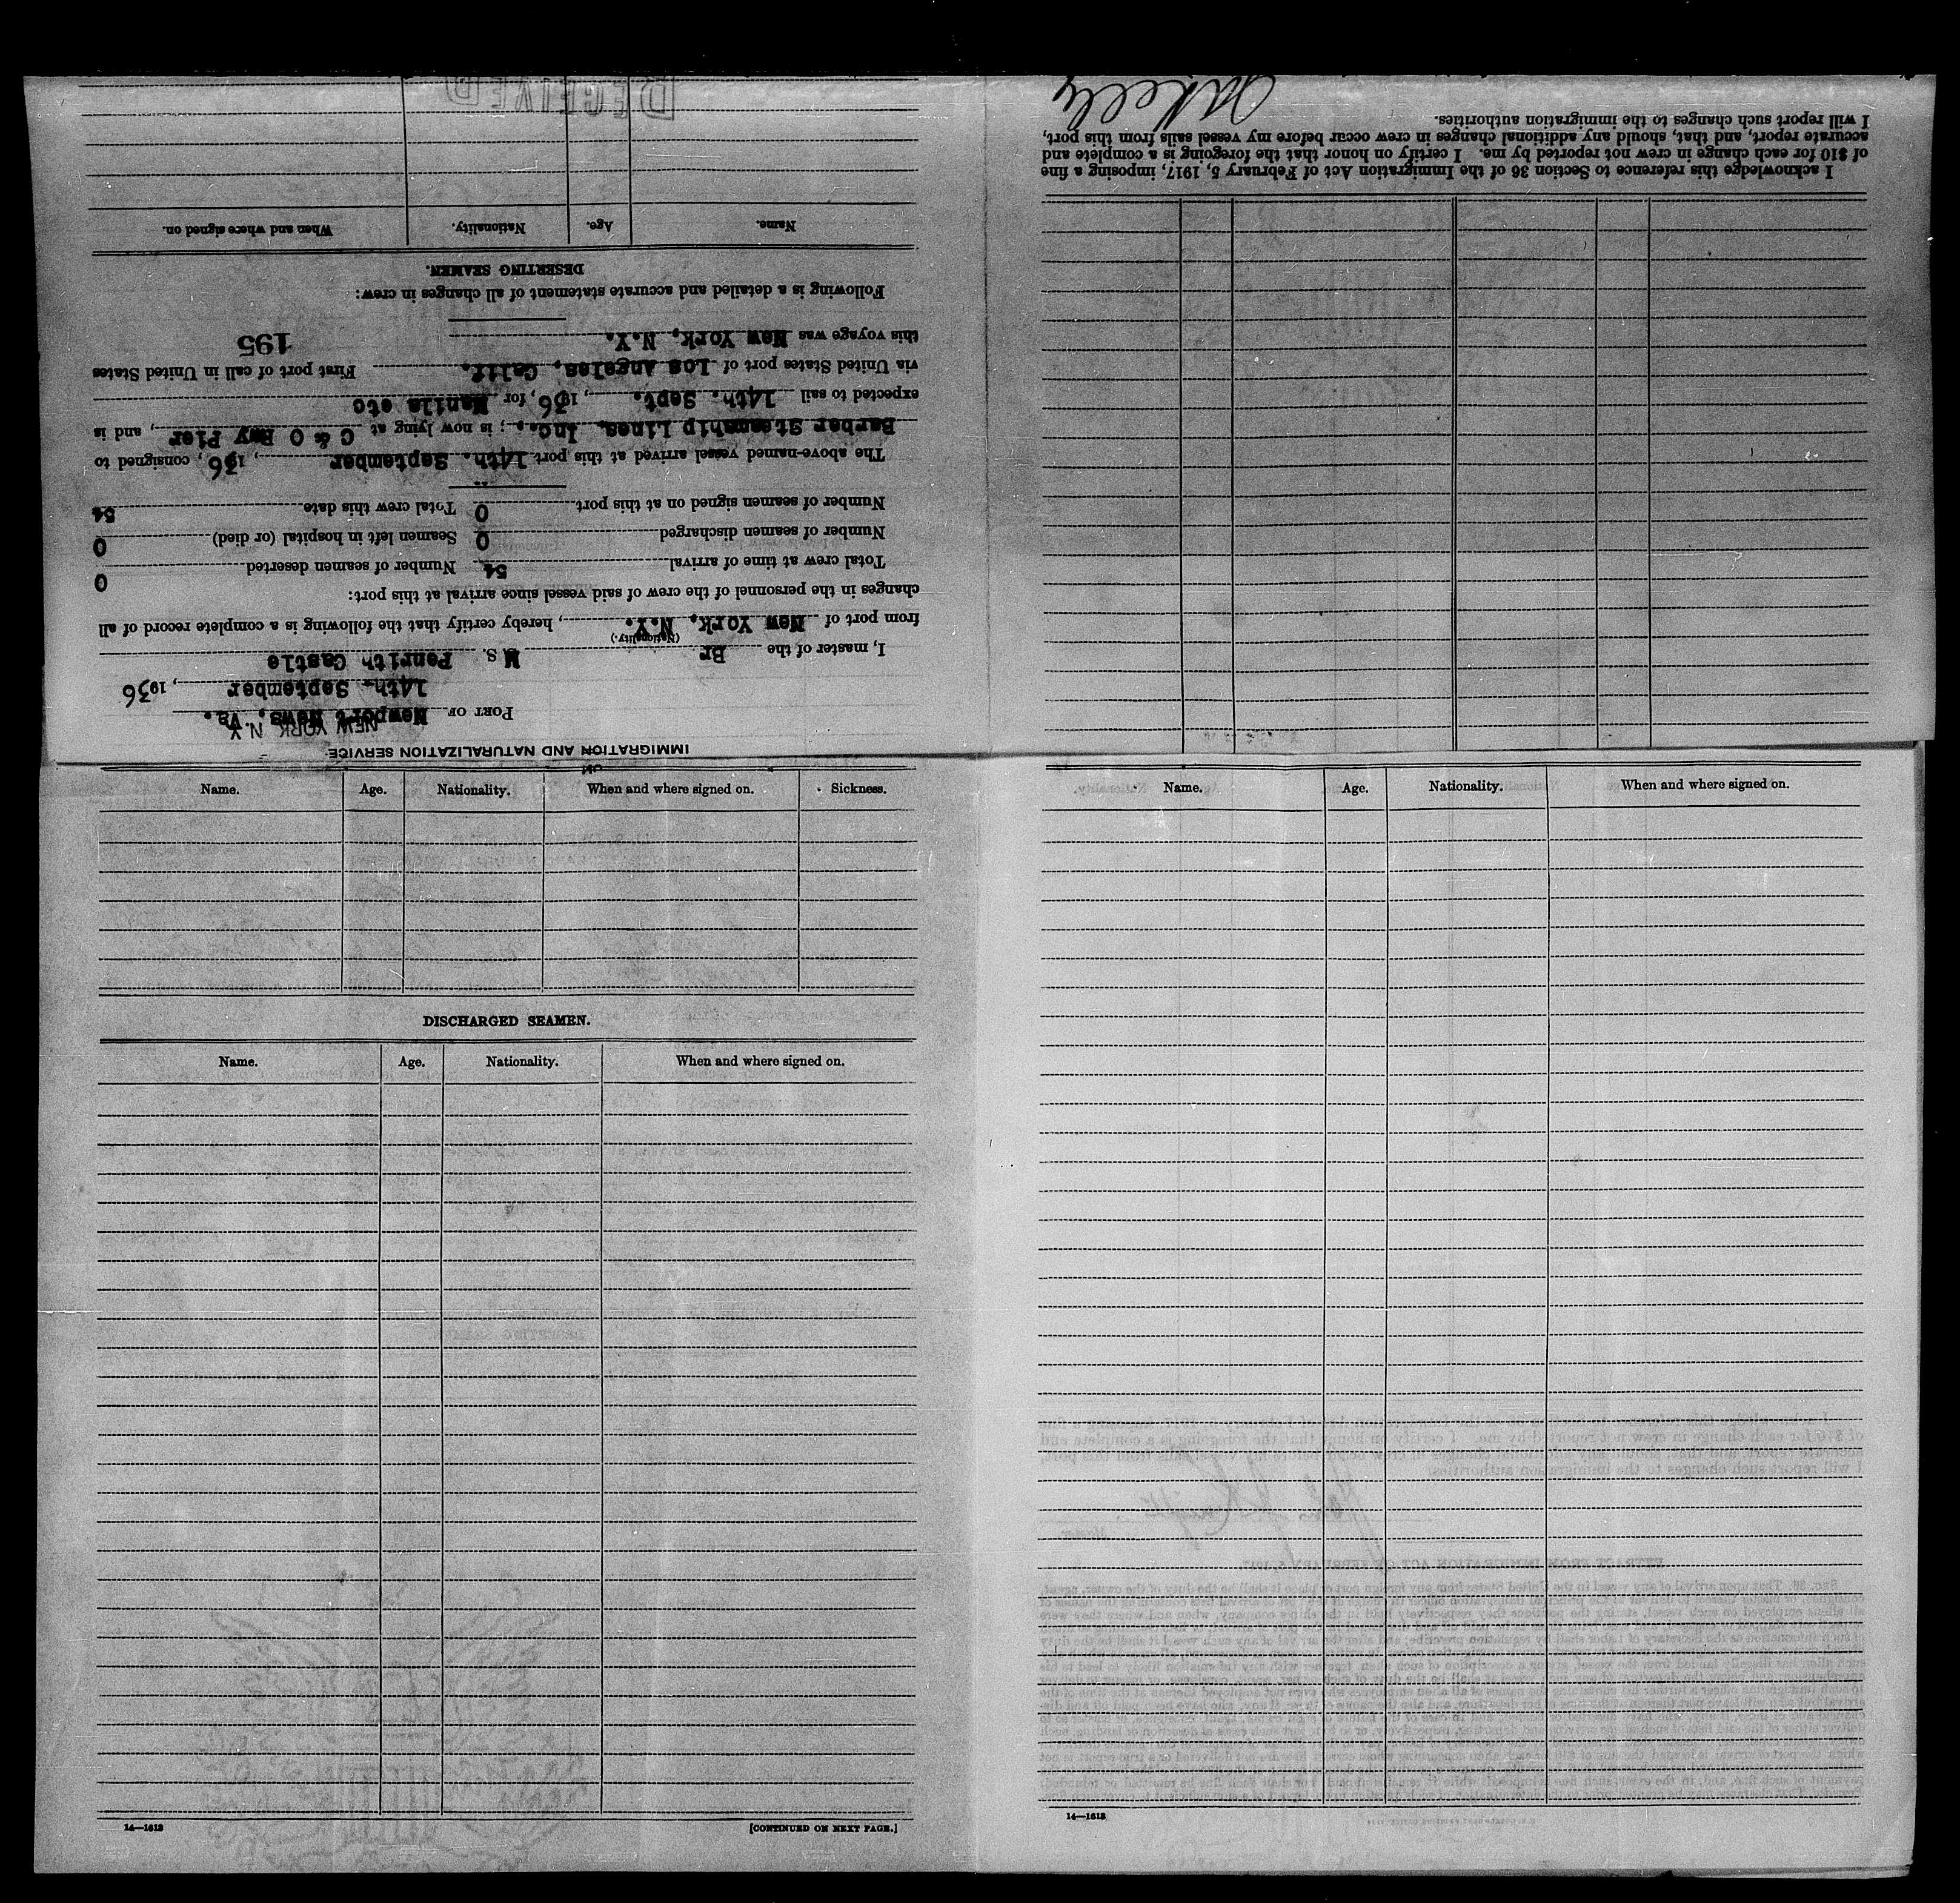 IMMIGRATION AND NATURALIZATION SERVICE
NEW YORK N.Y.
PORT OF Newport News, Va.
14th. September, 1936
I, master of the Br M S. Penrith Castle
(Nationality.)
from port of New York, N.Y., hereby certify that the following is a complete record of all
changes in the personnel of the crew of said vessel since arrival at this port:
Total crew at time of arrival 54 Number of seamen deserted 0
Number of seamen discharged 0 Seamen left in hospital (or died) 0
Number of seamen signed on at this port 0 Total crew this date 54
The above-named vessel arrived at this port 14th. September, 1936, consigned to
Barber Steamship Lines, Inc.,; is now lying at C & O Rwy Pier, and is
expected to sail 14th. Sept., 1936, for Manila etc
via United States port of Los Angeles, Calif. First port of call in United States
this voyage was New York, N.Y.
195
Following is a detailed and accurate statement of all changes in crew:
DESERTING SEAMEN.
Name. Age. Nationality. When and where signed on.
RECEIVED
I acknowledge this reference to Section 36 of the Immigration Act of February 5, 1917, imposing a fine
of $10 for each change in crew not reported by me. I certify on honor that the foregoing is a complete and
accurate report, and that, should any additional changes in crew occur before my vessel sails from this port,
I will report such changes to the immigration authorities.
Name. Age. Nationality. When and where signed on. Sickness.
DISCHARGED SEAMEN.
Name. Age. Nationality. When and where signed on.
14—1613 [CONTINUED ON NEXT PAGE.]
Name. Age. Nationality. When and where signed on.
14—1613